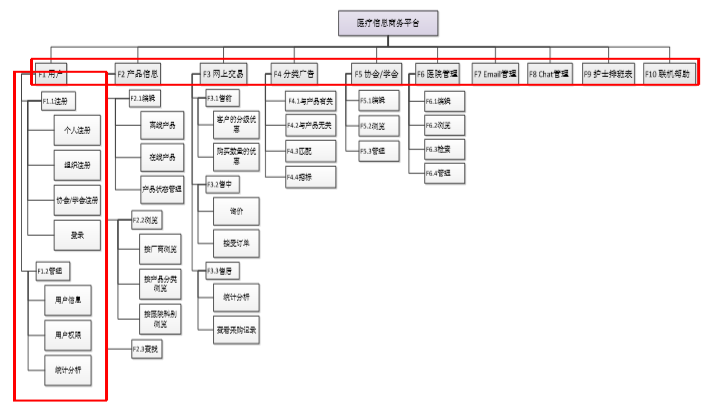 医疗信息商务平台
F1 用户
F2 产品信息
F3 网上交易
F4 分类广告
F5 协会/学会
F6 医院管理
F7 Email管理
F8 Chat管理
F9 护士排班表
F10 联机帮助
F1.1注册
个人注册
组织注册
协会/学会注册
登录
F1.2管理
用户信息
用户权限
统计分析
F2.1编辑
离线产品
在线产品
产品状态管理
F2.2浏览
按厂商浏览
按产品分类
浏览
按医院科别
浏览
F2.3查找
F3.1售前
客户的分级优
惠
购买数量的优
惠
F3.2售中
询价
接受订单
F3.3售后
统计分析
查看采购记录
F4.1与产品有关
F4.2与产品无关
F4.3匹配
F4.4招标
F5.1编辑
F5.2浏览
F5.3管理
F6.1编辑
F6.2浏览
F6.3检索
F6.4管理